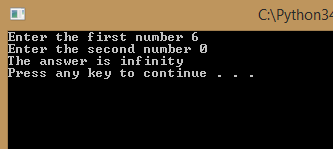 C:\Python34
Enter the first number 6
Enter the second number 0
The answer is infinity
Press any key to continue . . .